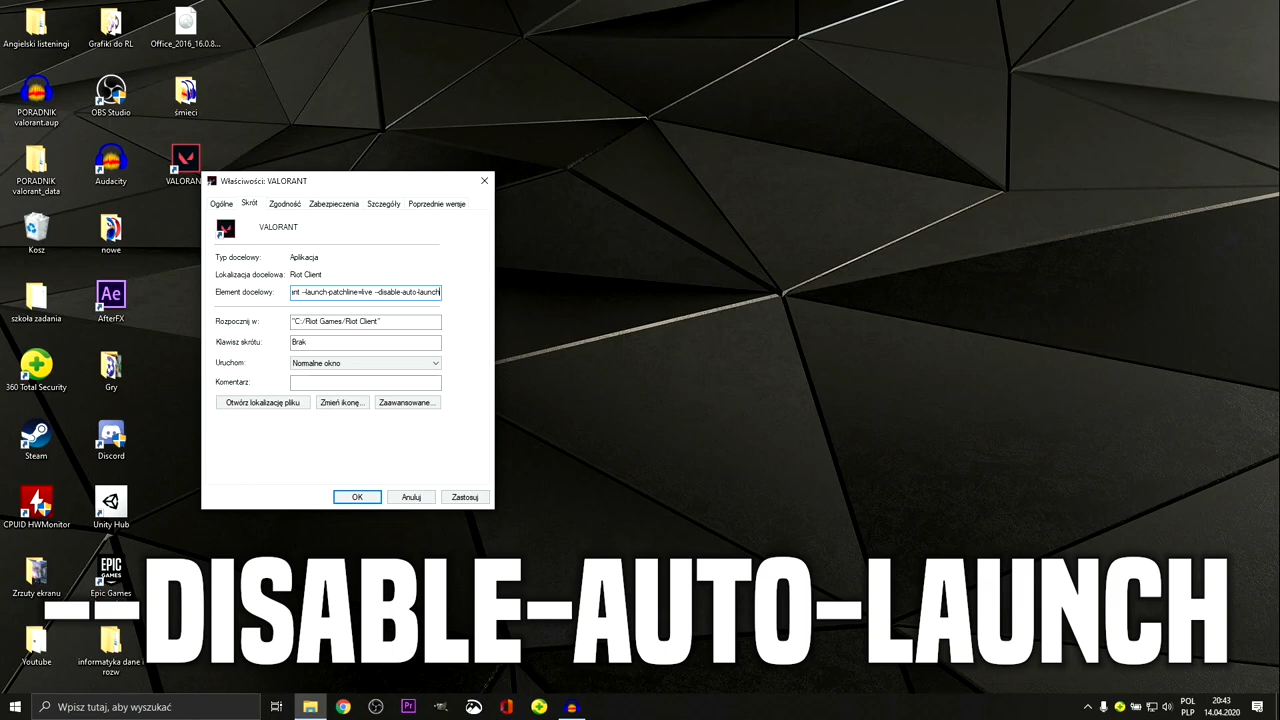 Angielski listeningi
Grafiki do RL
Office_2016_16.0.8...
PORADNIK
valorant.aup
OBS Studio
śmieci
PORADNIK
valorant_data
Audacity
VALORAN
Kosz
nowe
szkoła zadania
Ae
AfterFX
360 Total Security
Gry
Steam
Discord
CPUID HWMonitor
Unity Hub
Zrzuty ekranu
EPIC
GAMES
Epic Games
Youtube
informatyka dane i
rozw
Właściwości: VALORANT
Ogólne Skrót Zgodność Zabezpieczenia Szczegóły Poprzednie wersje
VALORANT
Typ docelowy: Aplikacja
Lokalizacja docelowa: Riot Client
Element docelowy: int --launch-patchline=live --disable-auto-launch
Rozpocznij w: "C:/Riot Games/Riot Client"
Klawisz skrótu: Brak
Uruchom: Normalne okno
Komentarz:
Otwórz lokalizację pliku Zmień ikonę... Zaawansowane...
OK Anuluj Zastosuj
--DISABLE-AUTO-LAUNCH
Wpisz tutaj, aby wyszukać
Pr
POL
PLP
20:43
14.04.2020